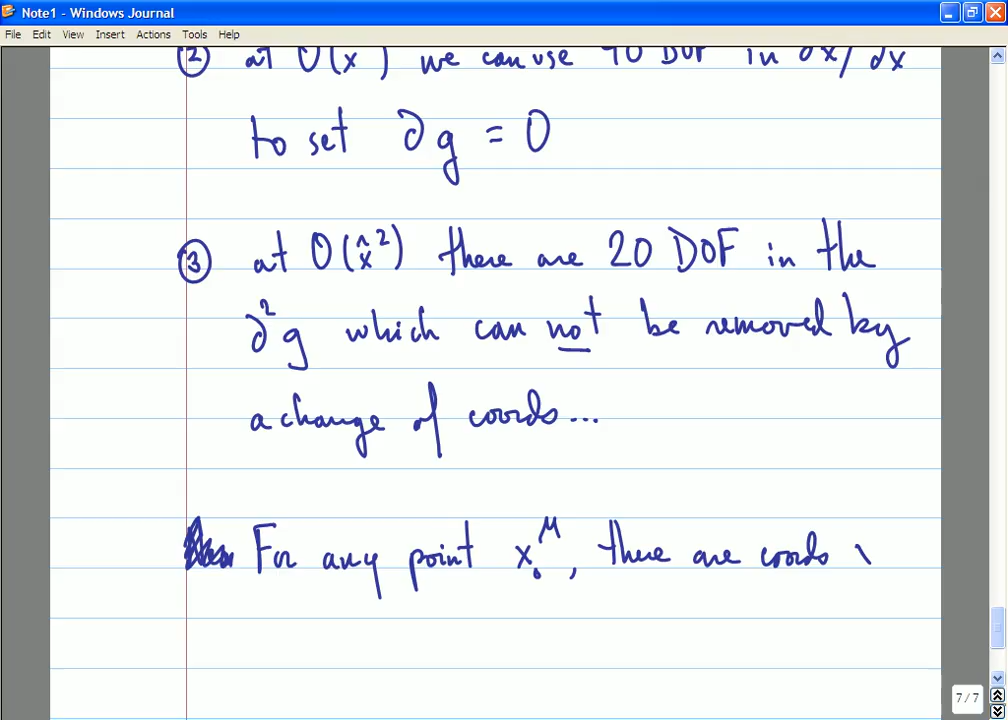 Note1 - Windows Journal
File Edit View Insert Actions Tools Help
② at O(x ) we can use 40 DOF in ∂x/∂x
to set ∂g = 0
③ at O(x̂²) there are 20 DOF in the
∂²g which can not be removed by
a change of coords...
For any point x₀^μ, there are coords
7/7